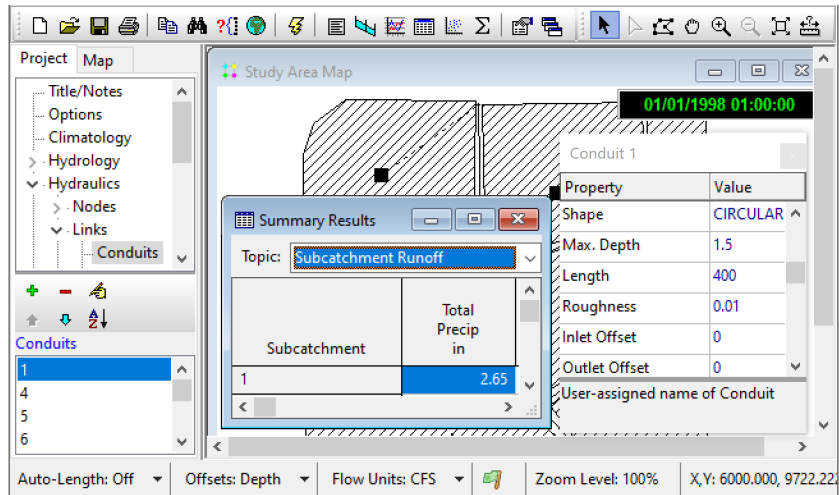 Project Map
Title/Notes
Options
Climatology
Hydrology
Hydraulics
Nodes
Links
Conduits
Conduits
1
4
5
6
Study Area Map
01/01/1998 01:00:00
Summary Results
Topic: Subcatchment Runoff
Subcatchment
Total
Precip
in
1 2.65
Conduit 1
Property Value
Shape CIRCULAR
Max. Depth 1.5
Length 400
Roughness 0.01
Inlet Offset 0
Outlet Offset 0
User-assigned name of Conduit
Auto-Length: Off Offsets: Depth Flow Units: CFS Zoom Level: 100% X,Y: 6000.000, 9722.22